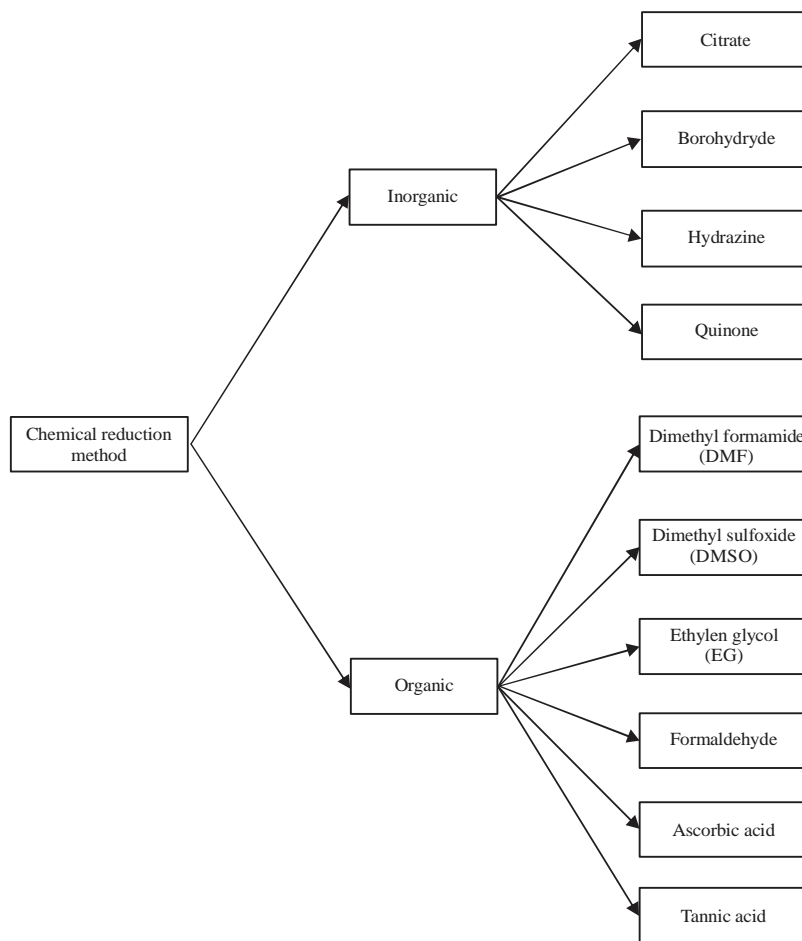 Citrate
Borohydryde
Inorganic
Hydrazine
Quinone
Chemical reduction
method
Dimethyl formamide
(DMF)
Dimethyl sulfoxide
(DMSO)
Ethylen glycol
(EG)
Organic
Formaldehyde
Ascorbic acid
Tannic acid